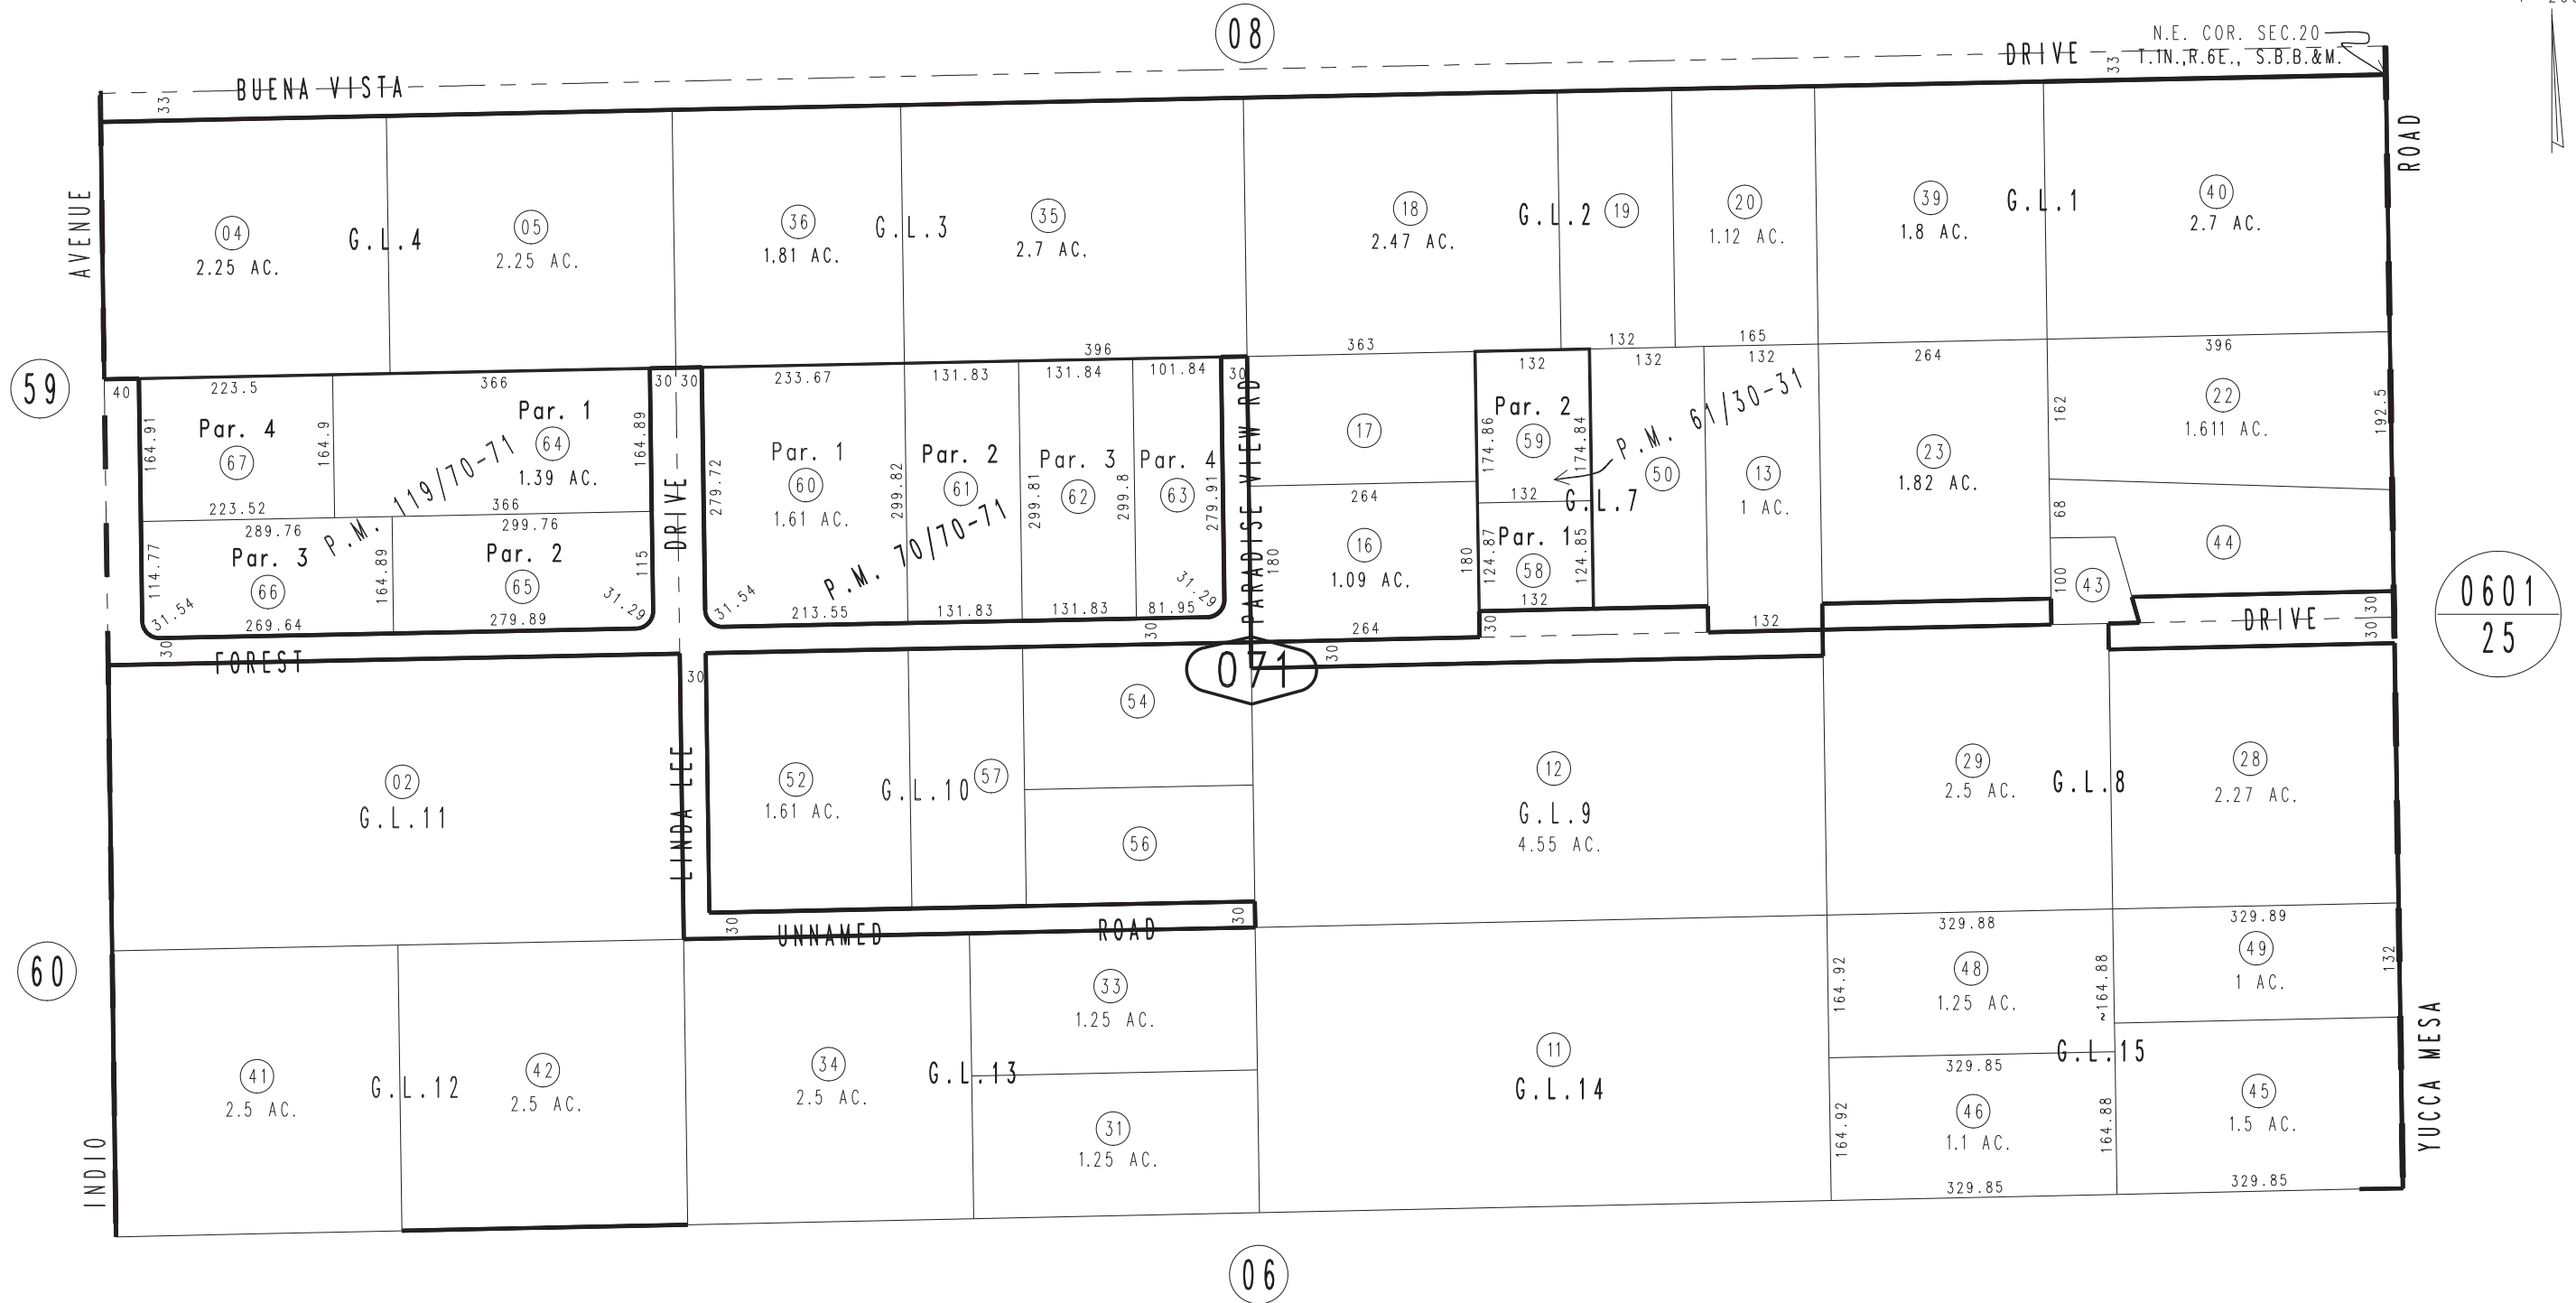 08
N.E. COR. SEC.20
T.1N.,R.6E., S.B.B.&M.
BUENA VISTA
DRIVE
33
33
AVENUE
ROAD
04
2.25 AC.
G.L.4
05
2.25 AC.
36
1.81 AC.
G.L.3
35
2.7 AC.
18
2.47 AC.
G.L.2
19
20
1.12 AC.
39
1.8 AC.
G.L.1
40
2.7 AC.
396
363
132
165
59
40
223.5
366
30 30
233.67
131.83
131.84
101.84
30
132
132
132
264
396
164.91
Par. 4
67
164.9
Par. 1
64
1.39 AC.
164.89
223.52
366
P.M. 119/70-71
289.76
299.76
114.77
Par. 3
66
164.89
Par. 2
65
115
31.54
31.29
269.64
279.89
DRIVE
279.72
Par. 1
60
1.61 AC.
299.82
Par. 2
61
299.81
Par. 3
62
299.8
Par. 4
63
279.91
P.M. 70/70-71
31.54
31.29
213.55
131.83
131.83
81.95
PARADISE VIEW RD
17
264
16
1.09 AC.
180
180
264
174.86
Par. 2
59
174.84
132
P.M. 61/30-31
G.L.7
124.87
Par. 1
58
124.85
132
50
13
1 AC.
132
23
1.82 AC.
162
22
1.611 AC.
192.5
68
44
100
43
0601
25
30
FOREST
30
30
30
30
071
DRIVE
30 30
30
02
G.L.11
LINDA LEE
52
1.61 AC.
G.L.10
57
54
56
12
G.L.9
4.55 AC.
29
2.5 AC.
G.L.8
28
2.27 AC.
30
UNNAMED
ROAD
30
60
41
2.5 AC.
G.L.12
42
2.5 AC.
34
2.5 AC.
G.L.13
33
1.25 AC.
31
1.25 AC.
11
G.L.14
329.88
164.92
48
1.25 AC.
~164.88
329.89
49
1 AC.
132
G.L.15
329.85
164.92
46
1.1 AC.
164.88
45
1.5 AC.
329.85
329.85
INDIO
YUCCA MESA
06